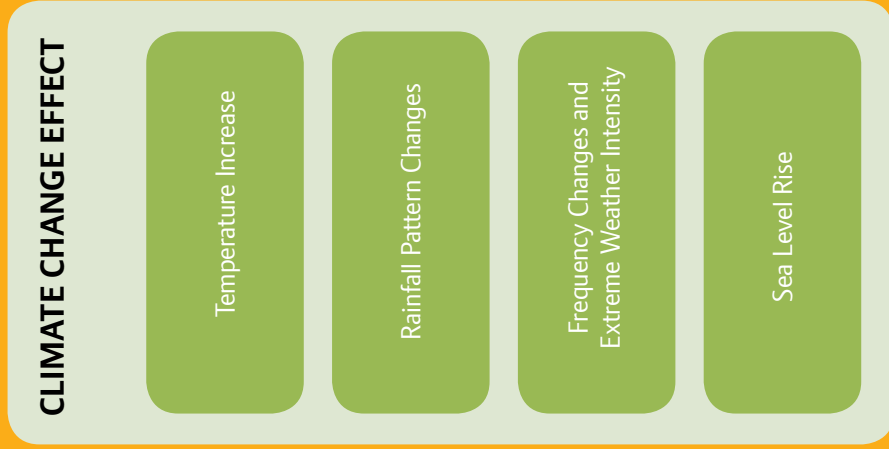 CLIMATE CHANGE EFFECT
Temperature Increase
Rainfall Pattern Changes
Frequency Changes and
Extreme Weather Intensity
Sea Level Rise